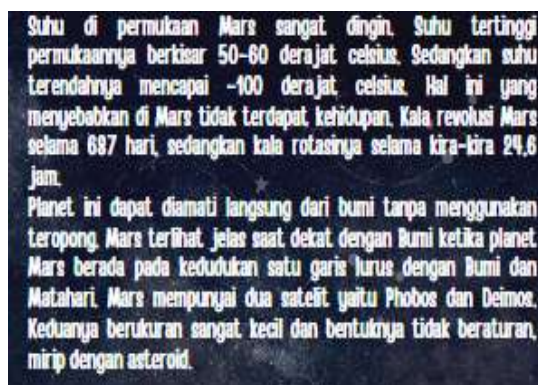 Suhu di permukaan Mars sangat dingin. Suhu tertinggi
permukaannya berkisar 50-60 derajat celsius. Sedangkan suhu
terendahnya mencapai -100 derajat celsius. Hal ini yang
menyebabkan di Mars tidak terdapat kehidupan. Kala revolusi Mars
selama 687 hari, sedangkan kala rotasinya selama kira-kira 24,6
jam.
Planet ini dapat diamati langsung dari bumi tanpa menggunakan
teropong. Mars terlihat jelas saat dekat dengan Bumi ketika planet
Mars berada pada kedudukan satu garis lurus dengan Bumi dan
Matahari. Mars mempunyai dua satelit yaitu Phobos dan Deimos.
Keduanya berukuran sangat kecil dan bentuknya tidak beraturan,
mirip dengan asteroid.